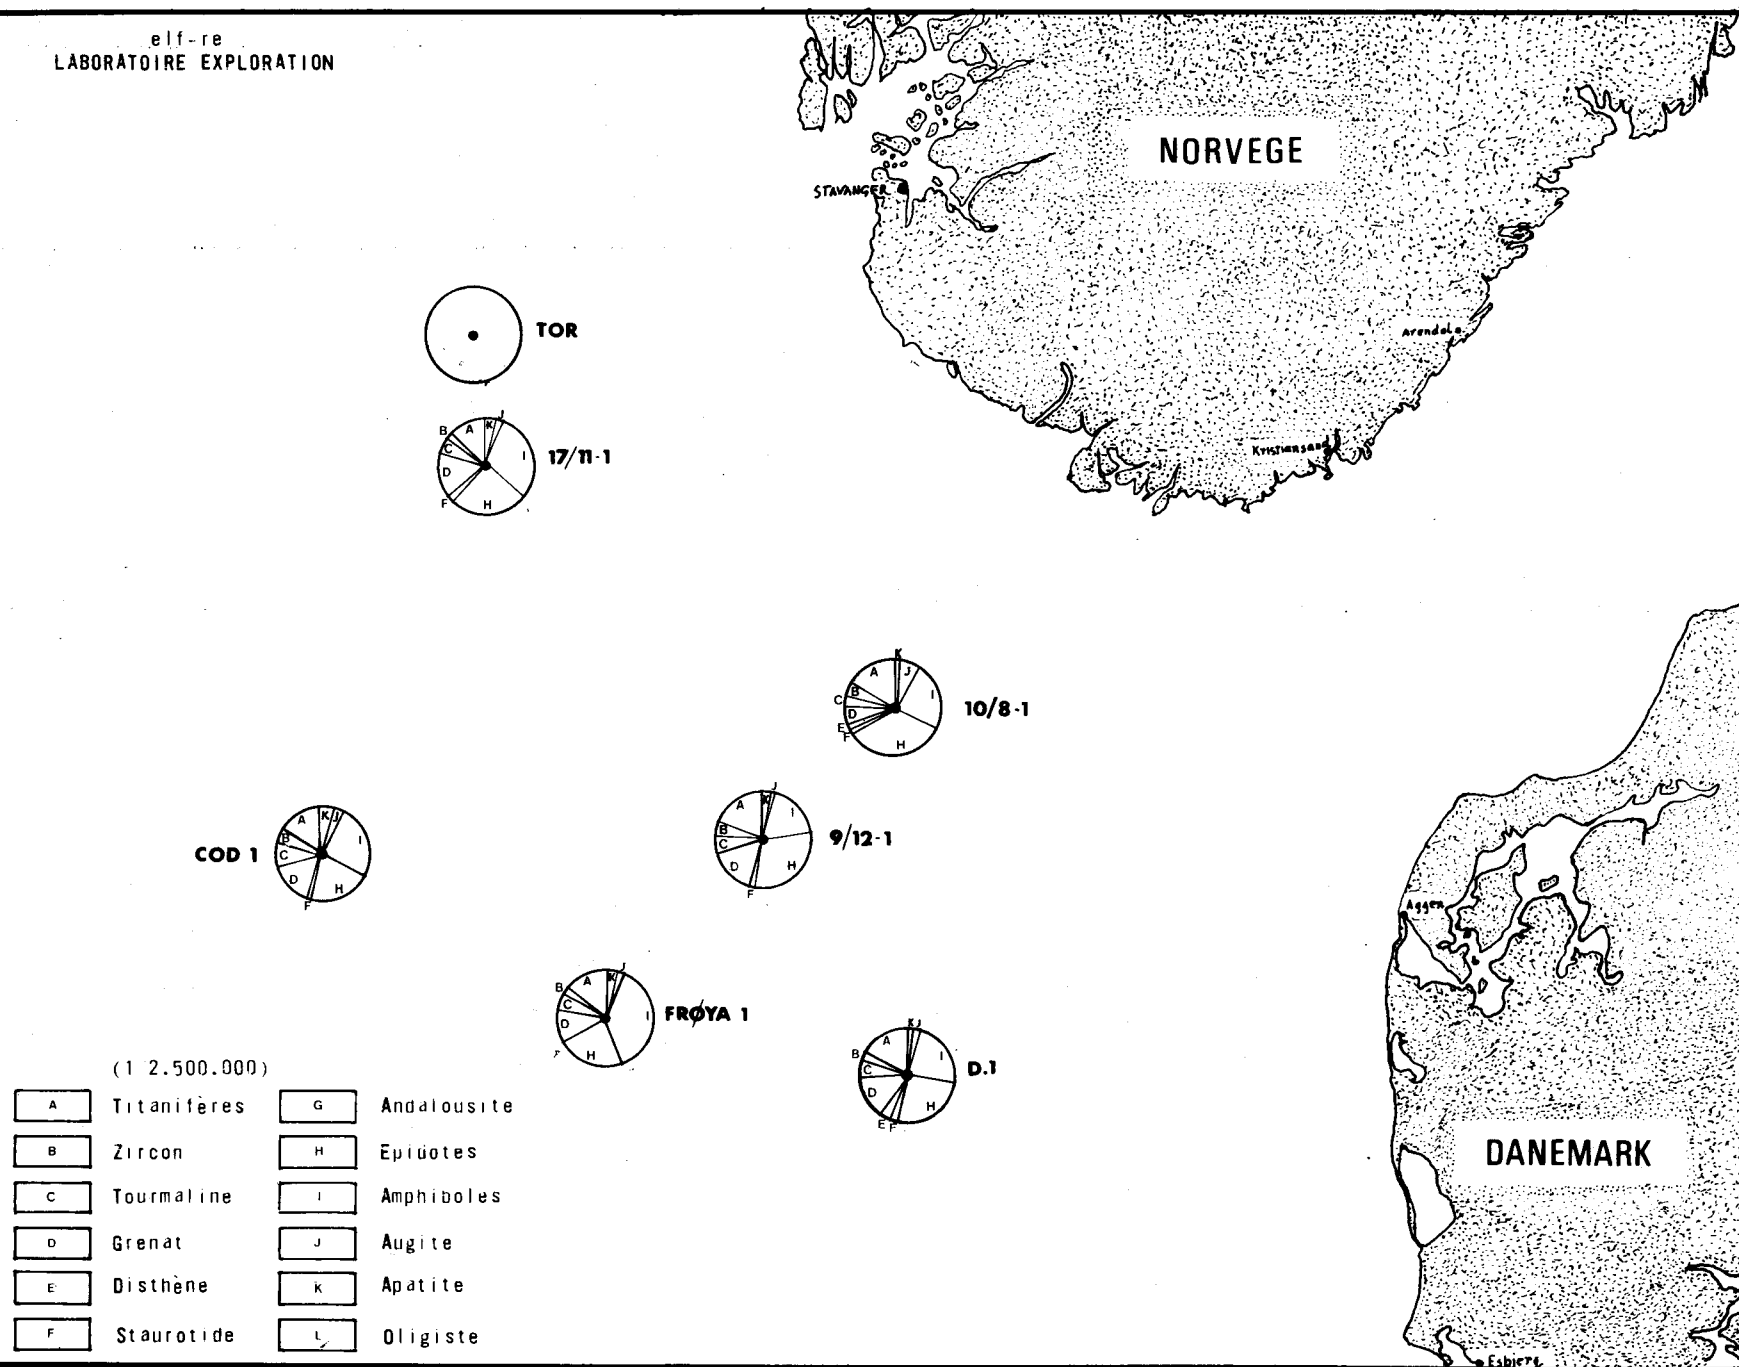 elf-re
LABORATOIRE EXPLORATION
NORVEGE
STAVANGER
Arendal
Kristiansand
TOR
J
B A K
C I
D
F H
17/11-1
K
A J
C B I
D
E
F H
10/8-1
J
A K
B I
C
D H
F
9/12-1
A K J
B I
C
D H
F
COD 1
J
B A K
C
D I
H
FRØYA 1
K J
B A I
C
D H
E F
D.1
Aggen
DANEMARK
Esbjerg
(1 2.500.000)
A Titanifères G Andalousite
B Zircon H Epidotes
C Tourmaline I Amphiboles
D Grenat J Augite
E Disthène K Apatite
F Staurotide L Oligiste